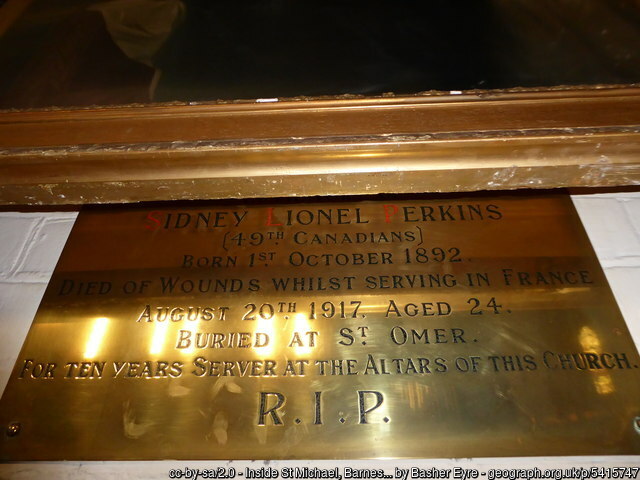 SIDNEY LIONEL PERKINS
(49TH CANADIANS)
BORN 1ST OCTOBER 1892.
DIED OF WOUNDS WHILST SERVING IN FRANCE
AUGUST 20TH 1917. AGED 24.
BURIED AT ST OMER.
FOR TEN YEARS SERVER AT THE ALTARS OF THIS CHURCH.
R.I.P.
cc-by-sa/2.0 - Inside St Michael, Barnes... by Basher Eyre - geograph.org.uk/p/5415747